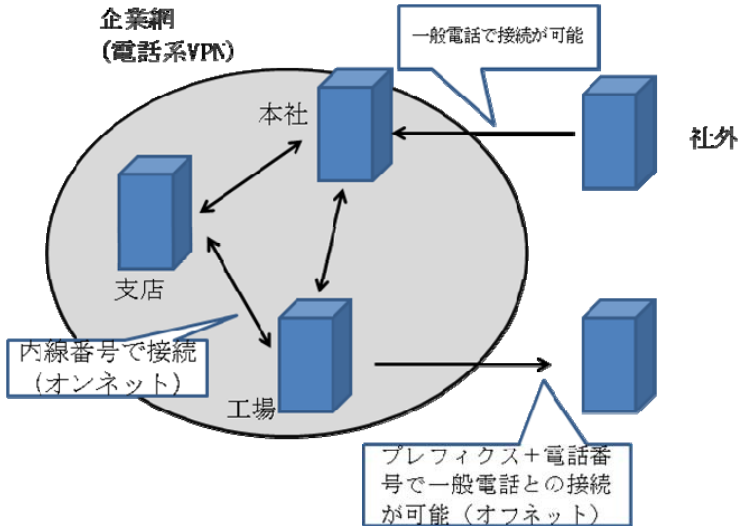 企業網
(電話系VPN)
一般電話で接続が可能
本社
社外
支店
内線番号で接続
(オンネット)
工場
プレフィクス+電話番
号で一般電話との接続
が可能(オフネット)